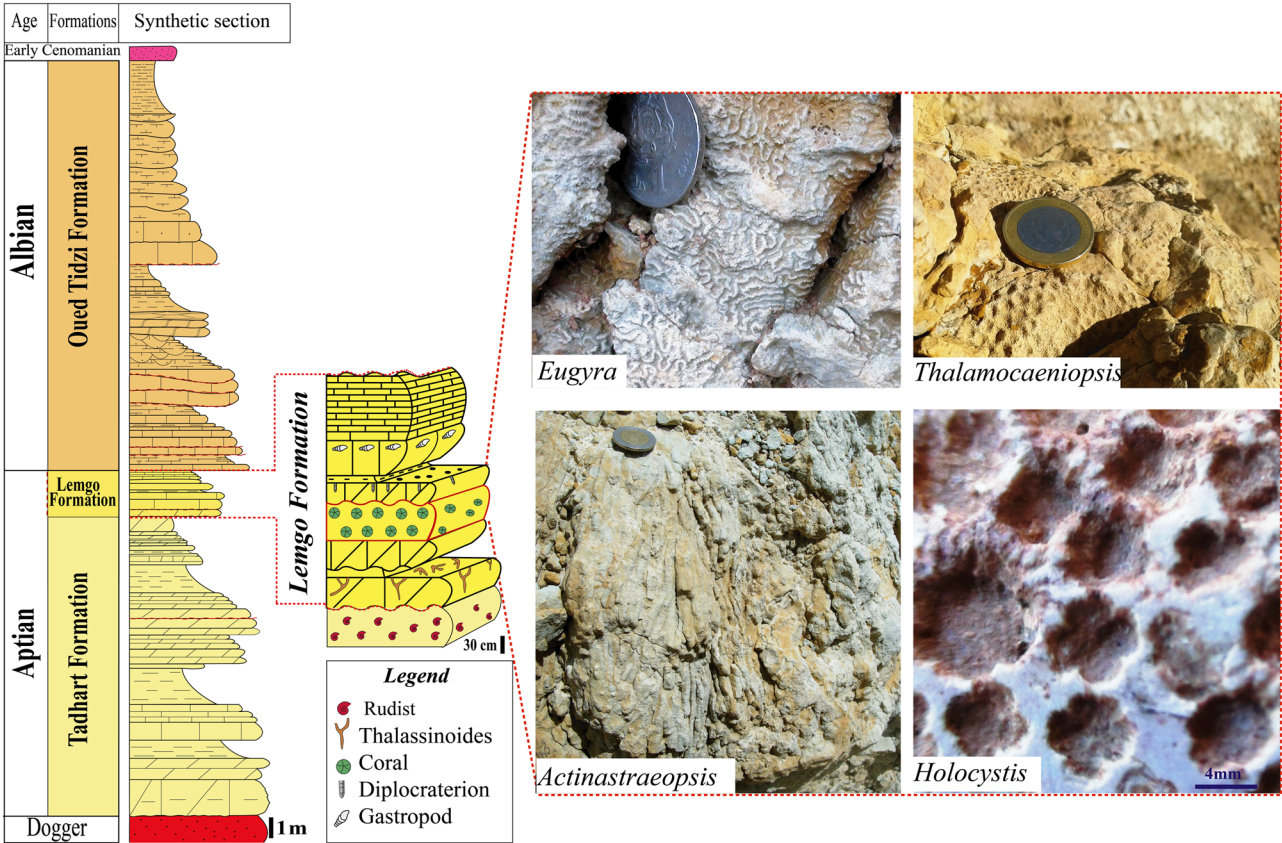 Age Formations Synthetic section
Early Cenomanian
Albian
Oued Tidzi Formation
Lemgo
Formation
Aptian
Tadhart Formation
Dogger
1m
Lemgo Formation
30 cm
Legend
Rudist
Thalassinoides
Coral
Diplocraterion
Gastropod
Eugyra
Thalamocaeniopsis
Actinastraeopsis
Holocystis
4mm